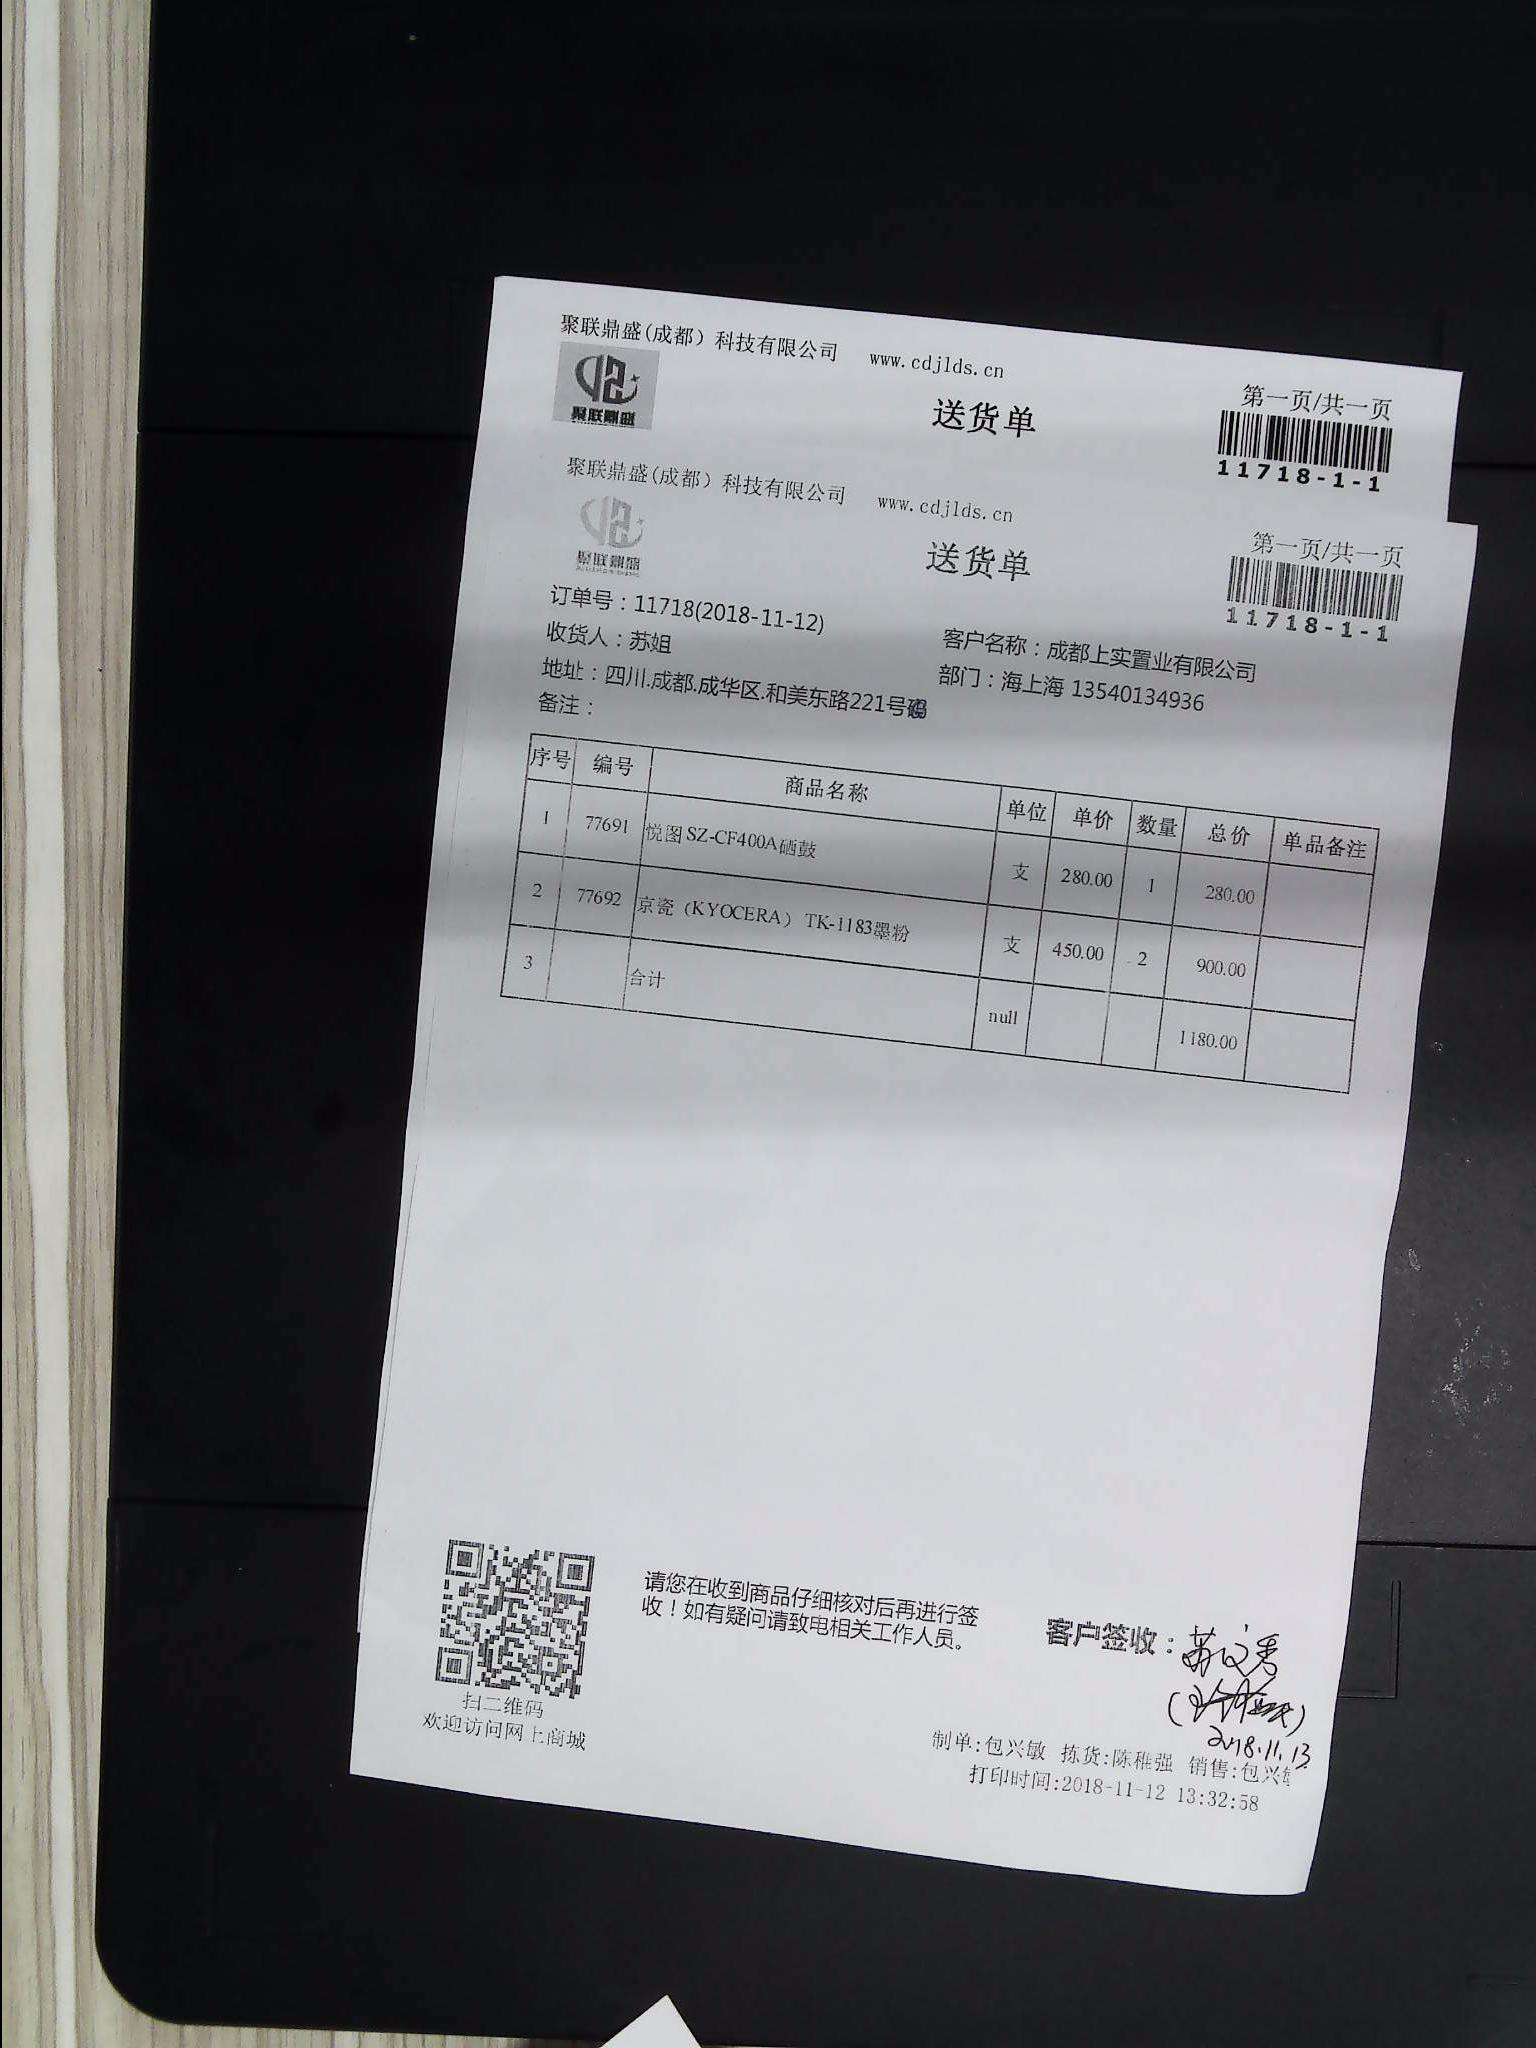 聚联鼎盛(成都）科技有限公司 www.cdjlds.cn
聚联鼎盛
送货单
第一页/共一页
11718-1-1
聚联鼎盛(成都）科技有限公司 www.cdjlds.cn
聚联鼎盛
送货单
第一页/共一页
11718-1-1
订单号：11718(2018-11-12)
客户名称：成都上实置业有限公司
收货人：苏姐
部门：海上海 13540134936
地址：四川.成都.成华区.和美东路221号
备注：
序号 编号 商品名称 单位 单价 数量 总价 单品备注
1 77691 悦图 SZ-CF400A硒鼓 支 280.00 1 280.00
2 77692 京瓷（KYOCERA） TK-1183墨粉 支 450.00 2 900.00
3 合计 null 1180.00
请您在收到商品仔细核对后再进行签
收！如有疑问请致电相关工作人员。
客户签收：苏文秀
2018.11.13
扫二维码
欢迎访问网上商城
制单:包兴敏 拣货:陈稚强 销售:包兴
打印时间:2018-11-12 13:32:58